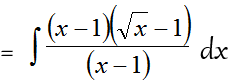 = ∫ (x − 1)(√x − 1) / (x − 1) dx